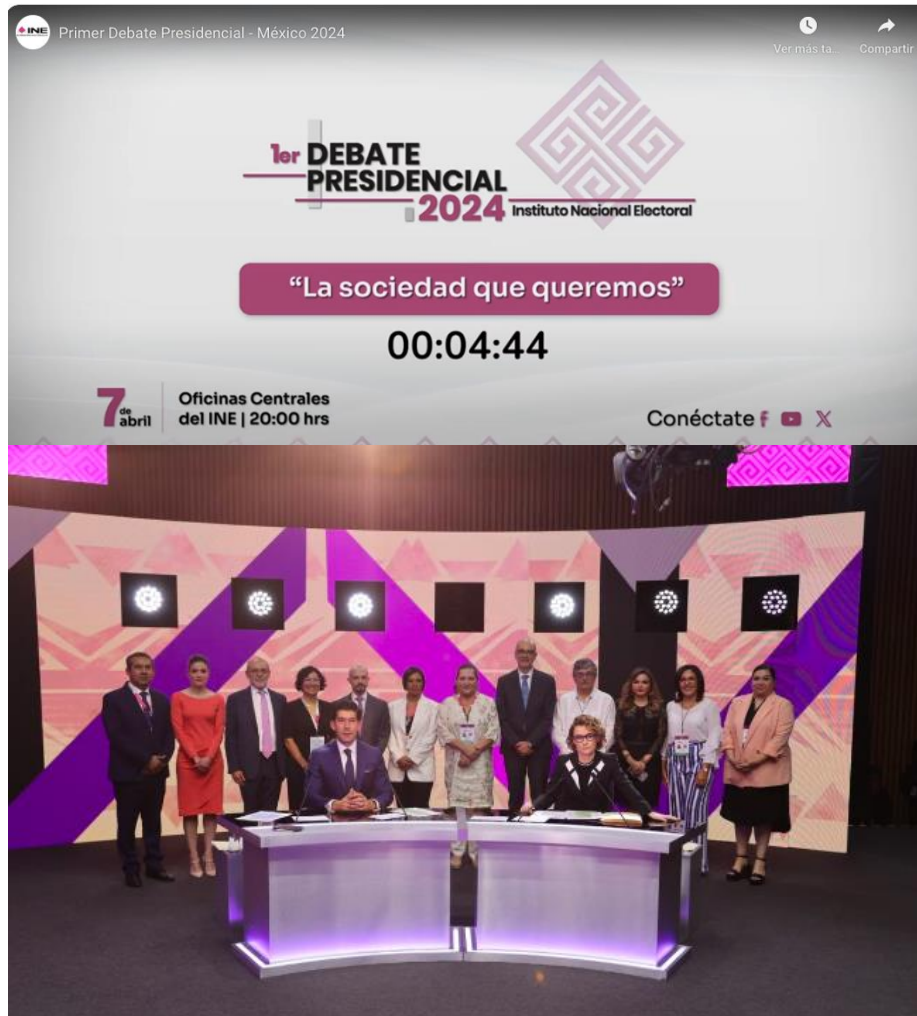 INE
Primer Debate Presidencial - México 2024
Ver más ta...
Compartir
1er DEBATE
PRESIDENCIAL
2024 Instituto Nacional Electoral
“La sociedad que queremos”
00:04:44
7 de abril
Oficinas Centrales
del INE | 20:00 hrs
Conéctate